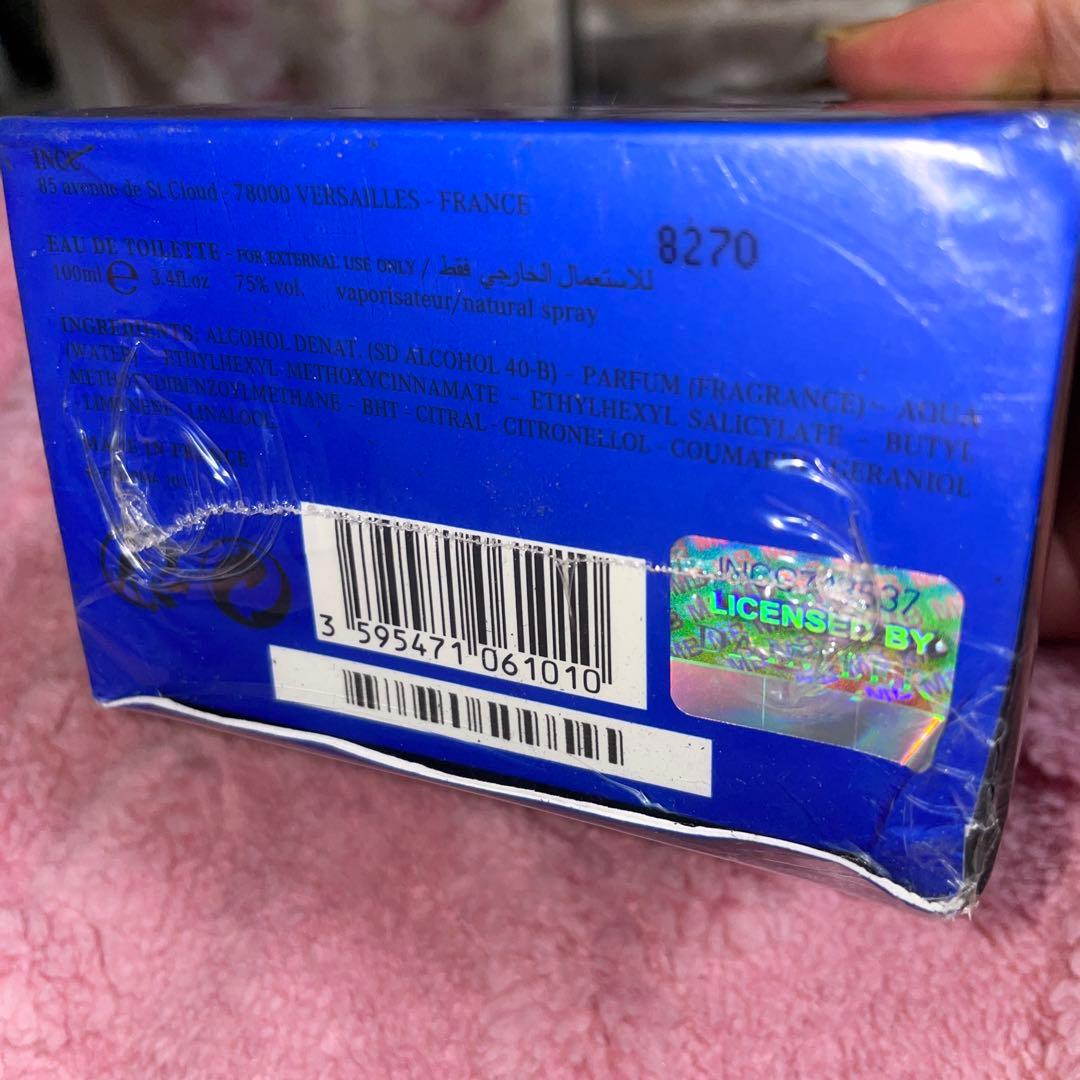 INCC
85 avenue de St Cloud - 78000 VERSAILLES - FRANCE
8270
EAU DE TOILETTE - FOR EXTERNAL USE ONLY / للاستعمال الخارجي فقط
100ml e 3.4fl.oz 75% vol. vaporisateur/natural spray
INGREDIENTS: ALCOHOL DENAT. (SD ALCOHOL 40-B) - PARFUM (FRAGRANCE) - AQUA
(WATER) - ETHYLHEXYL METHOXYCINNAMATE - ETHYLHEXYL SALICYLATE - BUTYL
METHOXYDIBENZOYLMETHANE - BHT - CITRAL - CITRONELLOL - COUMARIN - GERANIOL
- LIMONENE - LINALOOL
MADE IN FRANCE
3 595471 061010
LICENSED BY